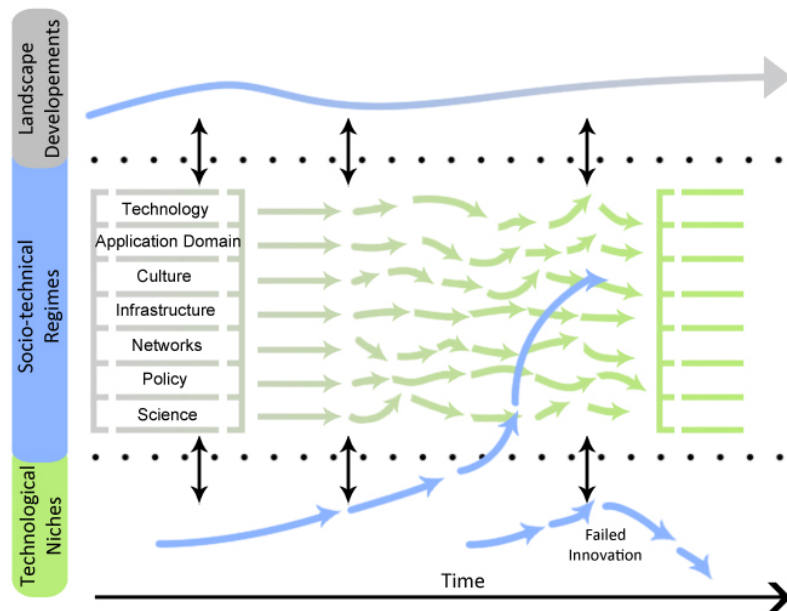 Landscape
Developements
Socio-technical
Regimes
Technological
Niches
Technology
Application Domain
Culture
Infrastructure
Networks
Policy
Science
Failed
Innovation
Time